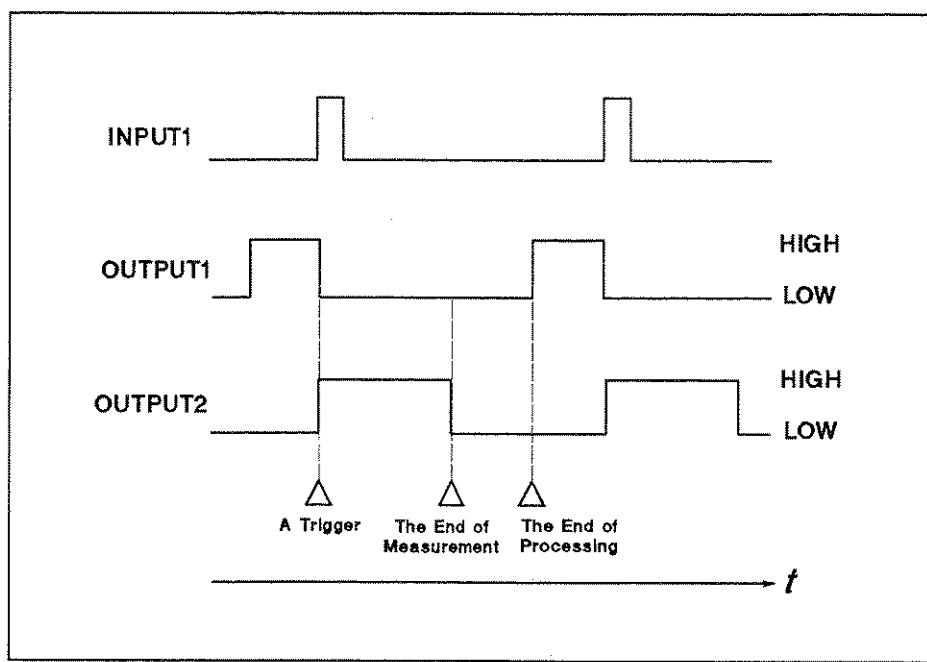 INPUT1
OUTPUT1
HIGH
LOW
OUTPUT2
HIGH
LOW
A Trigger
The End of
Measurement
The End of
Processing
t